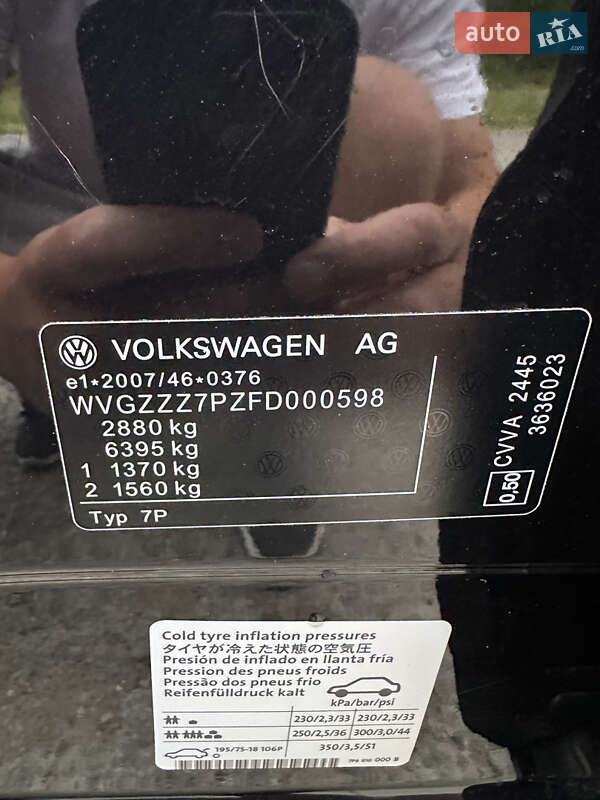 auto RIA .com
VOLKSWAGEN AG
e1*2007/46*0376
WVGZZZ7PZFD000598
2880 kg
6395 kg
1 1370 kg
2 1560 kg
Typ 7P
0,50 CVVA 2445
3636023
Cold tyre inflation pressures
タイヤが冷えた状態の空気圧
Presión de inflado en llanta fría
Pression des pneus froids
Pressão dos pneus frio
Reifenfülldruck kalt
kPa/bar/psi
230/2,3/33 230/2,3/33
250/2,5/36 300/3,0/44
195/75-18 106P 350/3,5/51
7P6 010 000 B